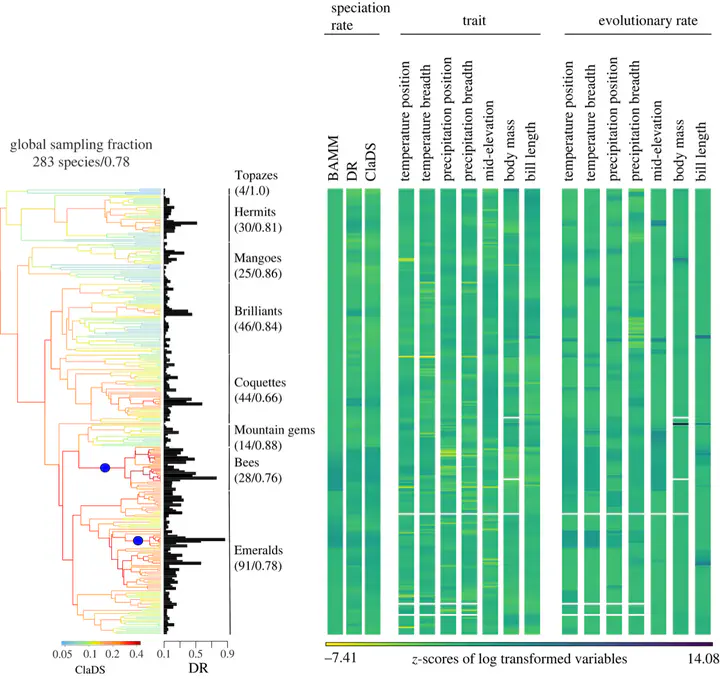 speciation
rate
trait
evolutionary rate
BAMM
DR
ClaDS
temperature position
temperature breadth
precipitation position
precipitation breadth
mid-elevation
body mass
bill length
temperature position
temperature breadth
precipitation position
precipitation breadth
mid-elevation
body mass
bill length
global sampling fraction
283 species/0.78
Topazes
(4/1.0)
Hermits
(30/0.81)
Mangoes
(25/0.86)
Brilliants
(46/0.84)
Coquettes
(44/0.66)
Mountain gems
(14/0.88)
Bees
(28/0.76)
Emeralds
(91/0.78)
0.05 0.1 0.2 0.4
ClaDS
0.1 0.5 0.9
DR
–7.41 z-scores of log transformed variables 14.08